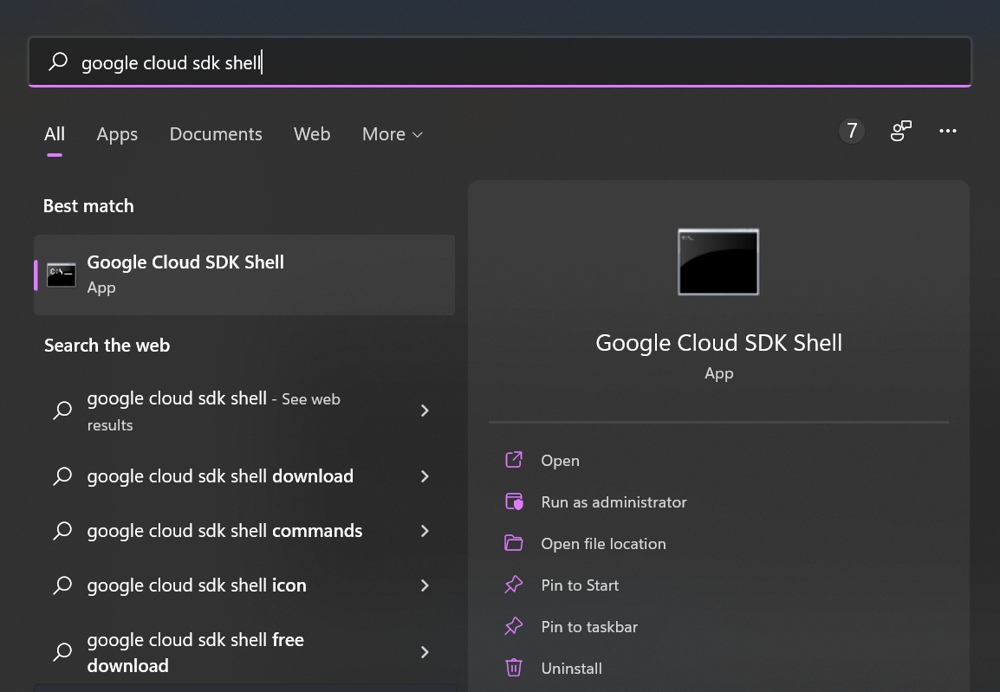 google cloud sdk shell
All
Apps
Documents
Web
More
7
Best match
Google Cloud SDK Shell
App
Search the web
google cloud sdk shell - See web
results
google cloud sdk shell download
google cloud sdk shell commands
google cloud sdk shell icon
google cloud sdk shell free
download
Google Cloud SDK Shell
App
Open
Run as administrator
Open file location
Pin to Start
Pin to taskbar
Uninstall